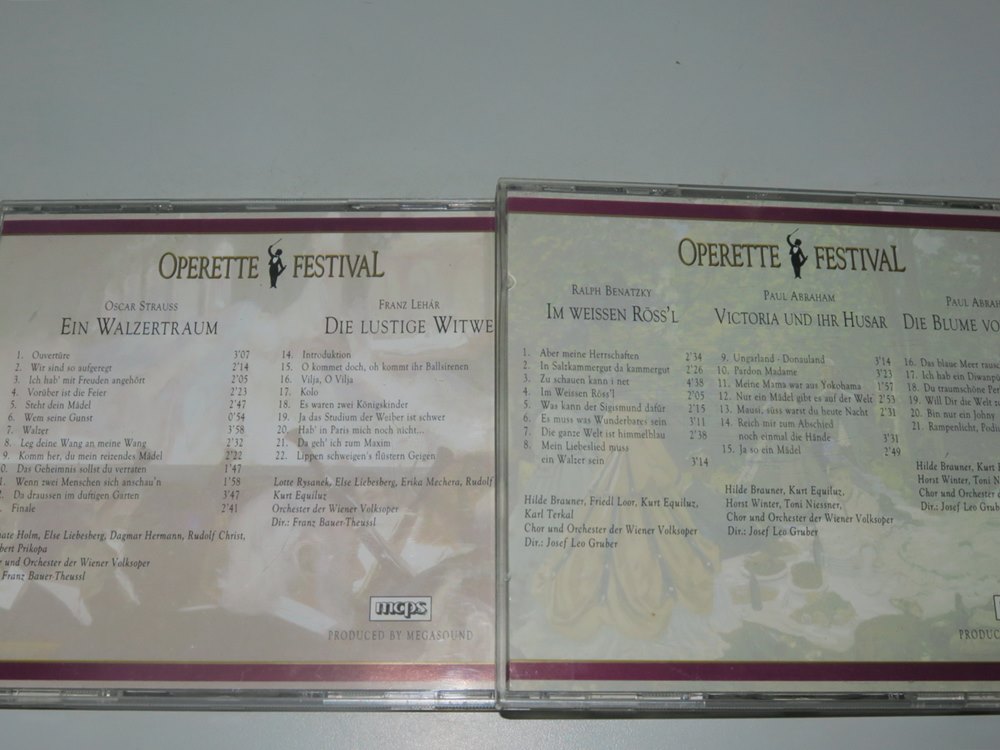 OPERETTE FESTIVAL
OSCAR STRAUSS
EIN WALZERTRAUM
1. Ouvertüre 3'07
2. Wir sind so aufgeregt 2'14
3. Ich hab' mit Freuden angehört 2'05
4. Vorüber ist die Feier 2'23
5. Steht dein Mädel 2'47
6. Wem seine Gunst 0'54
7. Walzer 3'58
8. Leg deine Wang an meine Wang 2'32
9. Komm her, du mein reizendes Mädel 2'22
0. Das Geheimnis sollst du verraten 1'47
Wenn zwei Menschen sich anschau'n 1'58
Da draussen im duftigen Garten 3'47
Finale 2'41
ate Holm, Else Liebesberg, Dagmar Hermann, Rudolf Christ,
bert Prikopa
r und Orchester der Wiener Volksoper
Franz Bauer-Theussl
FRANZ LEHÁR
DIE LUSTIGE WITWE
14. Introduktion
15. O kommet doch, oh kommt ihr Ballsirenen
16. Vilja, O Vilja
17. Kolo
18. Es waren zwei Königskinder
19. Ja das Studium der Weiber ist schwer
20. Hab' in Paris mich noch nicht...
21. Da geh' ich zum Maxim
22. Lippen schweigen's flüstern Geigen
Lotte Rysanek, Else Liebesberg, Erika Mechera, Rudolf
Kurt Equiluz
Orchester der Wiener Volksoper
Dir.: Franz Bauer-Theussl
mcps
PRODUCED BY MEGASOUND
OPERETTE FESTIVAL
RALPH BENATZKY
IM WEISSEN RÖSS'L
1. Aber meine Herrschaften 2'34
2. In Salzkammergut da kammergut 2'26
3. Zu schauen kann i net 4'38
4. Im Weissen Röss'l 2'05
5. Was kann der Sigismund dafür 2'15
6. Es muss was Wunderbares sein 3'11
7. Die ganze Welt ist himmelblau 2'38
8. Mein Liebeslied muss
ein Walzer sein 3'14
Hilde Brauner, Friedl Loor, Kurt Equiluz,
Karl Terkal
Chor und Orchester der Wiener Volksoper
Dir.: Josef Leo Gruber
PAUL ABRAHAM
VICTORIA UND IHR HUSAR
9. Ungarland - Donauland 3'14
10. Pardon Madame 3'23
11. Meine Mama war aus Yokohama 1'57
12. Nur ein Mädel gibt es auf der Welt 2'53
13. Mausi, süss warst du heute Nacht 2'31
14. Reich mir zum Abschied
noch einmal die Hände 3'31
15. Ja so ein Mädel 2'49
Hilde Brauner, Kurt Equiluz,
Horst Winter, Toni Niessner,
Chor und Orchester der Wiener Volksoper
Dir.: Josef Leo Gruber
PAUL ABRAH
DIE BLUME VO
16. Das blaue Meer rausc
17. Ich hab ein Diwanpü
18. Du traumschöne Per
19. Will Dir die Welt z
20. Bin nur ein Johny
21. Rampenlicht, Podiu
Hilde Brauner, Kurt
Horst Winter, Toni
Chor und Orchester
Dir.: Josef Leo Gr
PRODUC